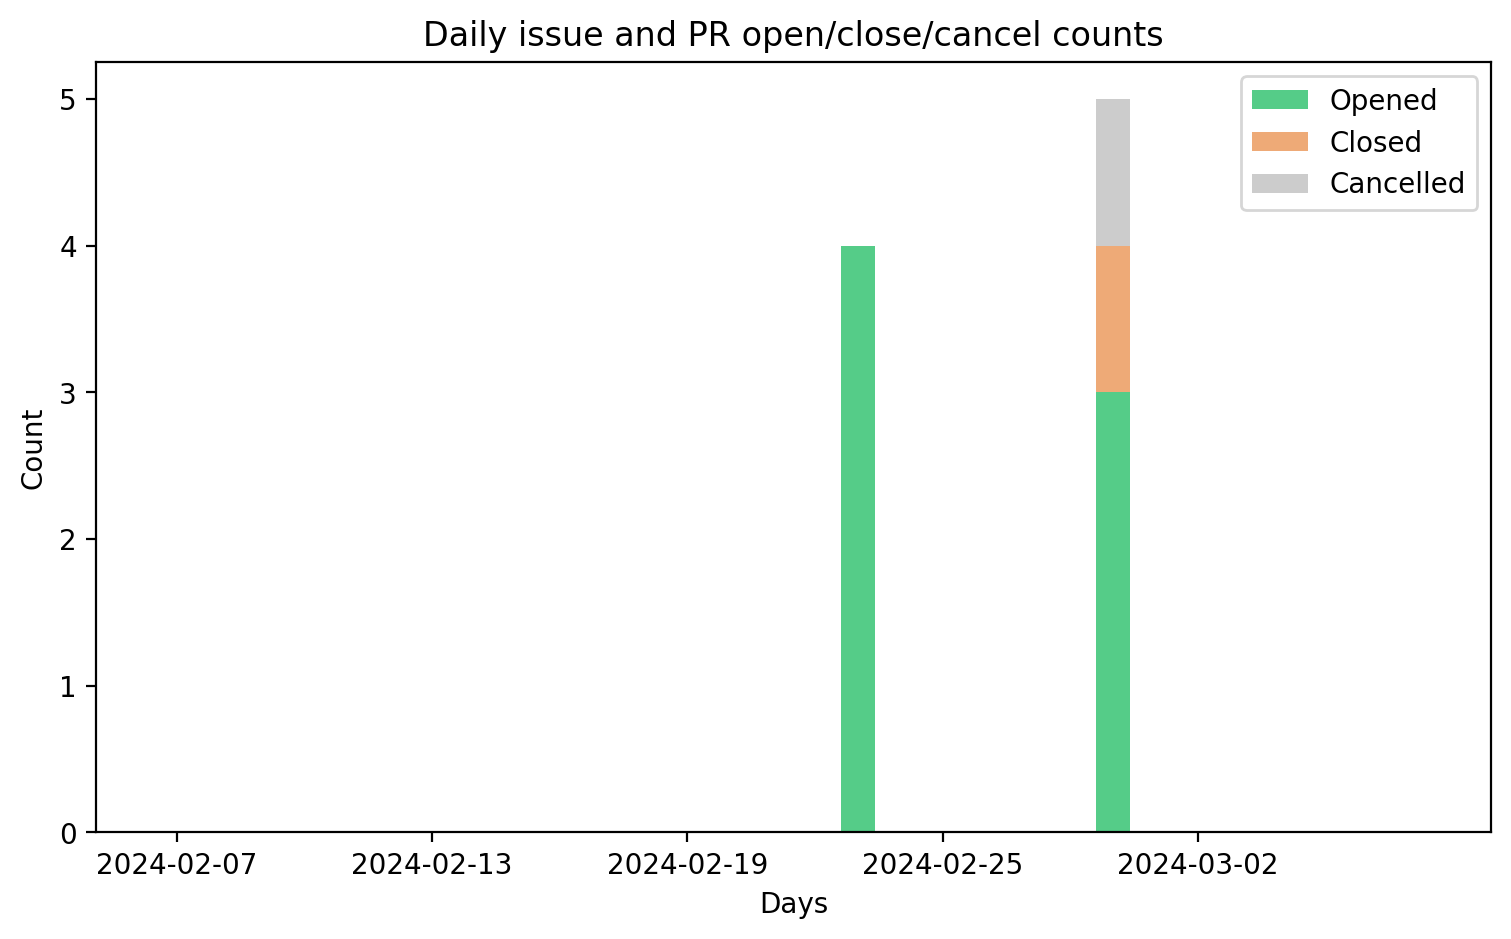 Daily issue and PR open/close/cancel counts
Opened
Closed
Cancelled
5
4
3
2
1
0
Count
2024-02-07
2024-02-13
2024-02-19
2024-02-25
2024-03-02
Days